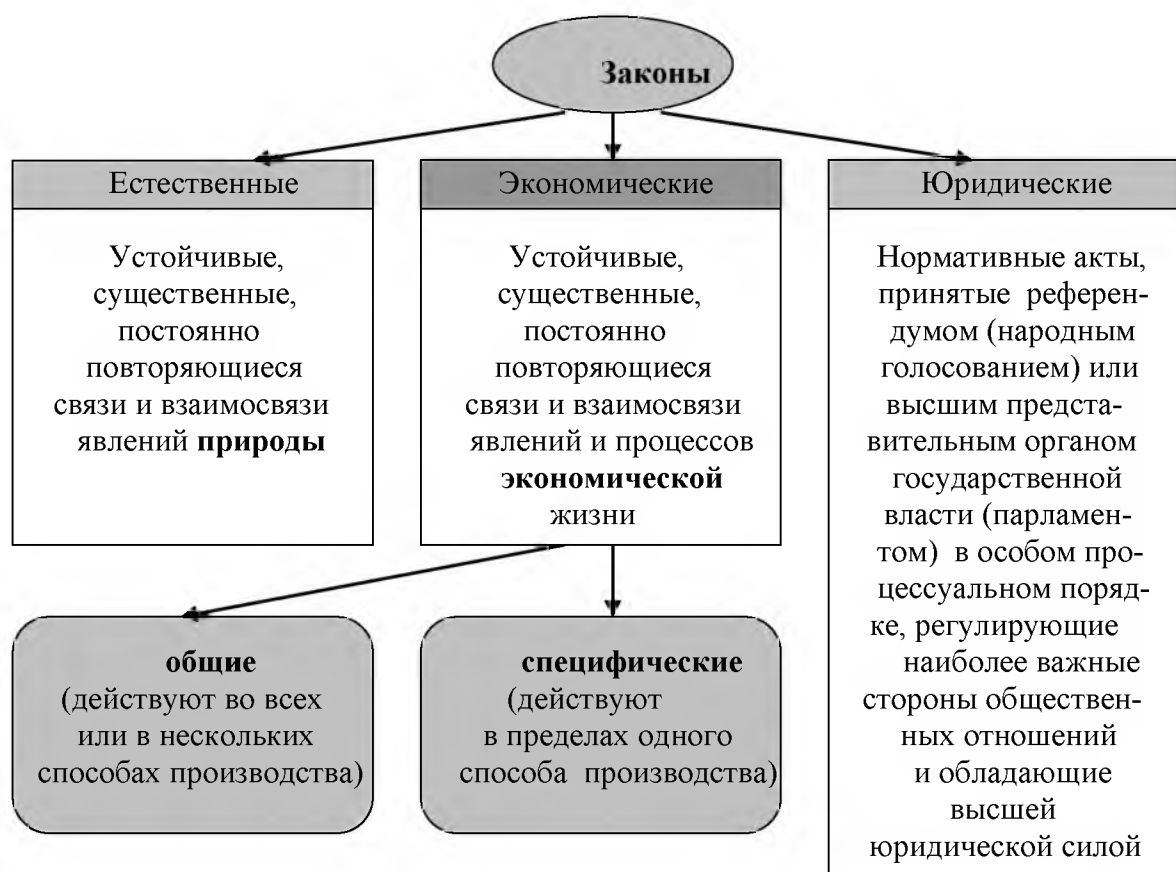 Законы
Естественные
Устойчивые,
существенные,
постоянно
повторяющиеся
связи и взаимосвязи
явлений природы
Экономические
Устойчивые,
существенные,
постоянно
повторяющиеся
связи и взаимосвязи
явлений и процессов
экономической
жизни
Юридические
Нормативные акты,
принятые референ-
думом (народным
голосованием) или
высшим предста-
вительным органом
государственной
власти (парламен-
том) в особом про-
цессуальном поряд-
ке, регулирующие
наиболее важные
стороны обществен-
ных отношений
и обладающие
высшей
юридической силой
общие
(действуют во всех
или в нескольких
способах производства)
специфические
(действуют
в пределах одного
способа производства)